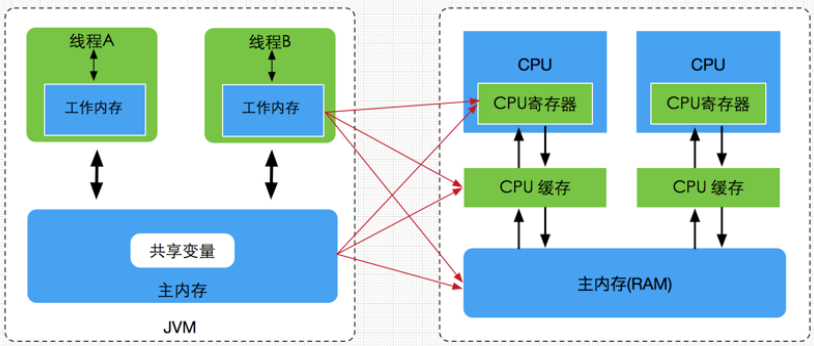 线程A
线程B
工作内存
工作内存
共享变量
主内存
JVM
CPU
CPU
CPU寄存器
CPU寄存器
CPU 缓存
CPU 缓存
主内存(RAM)